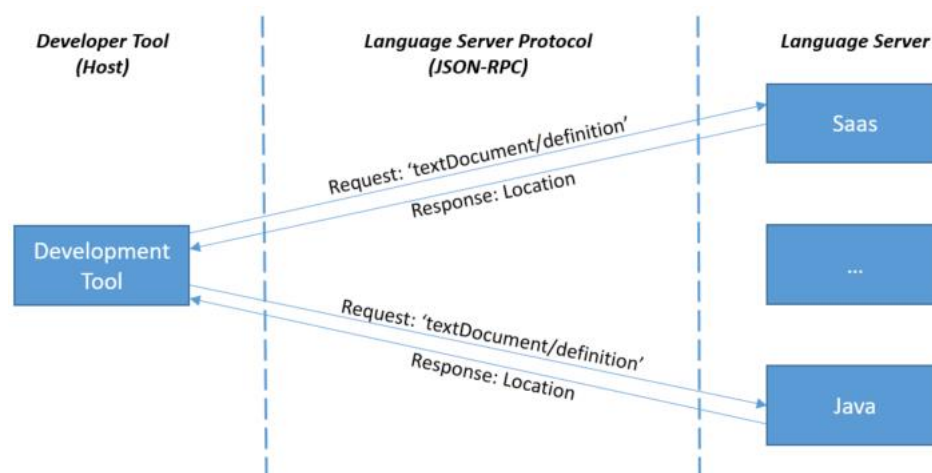 Developer Tool
(Host)
Language Server Protocol
(JSON-RPC)
Language Server
Saas
Request: ‘textDocument/definition’
Response: Location
Development
Tool
...
Request: ‘textDocument/definition’
Response: Location
Java